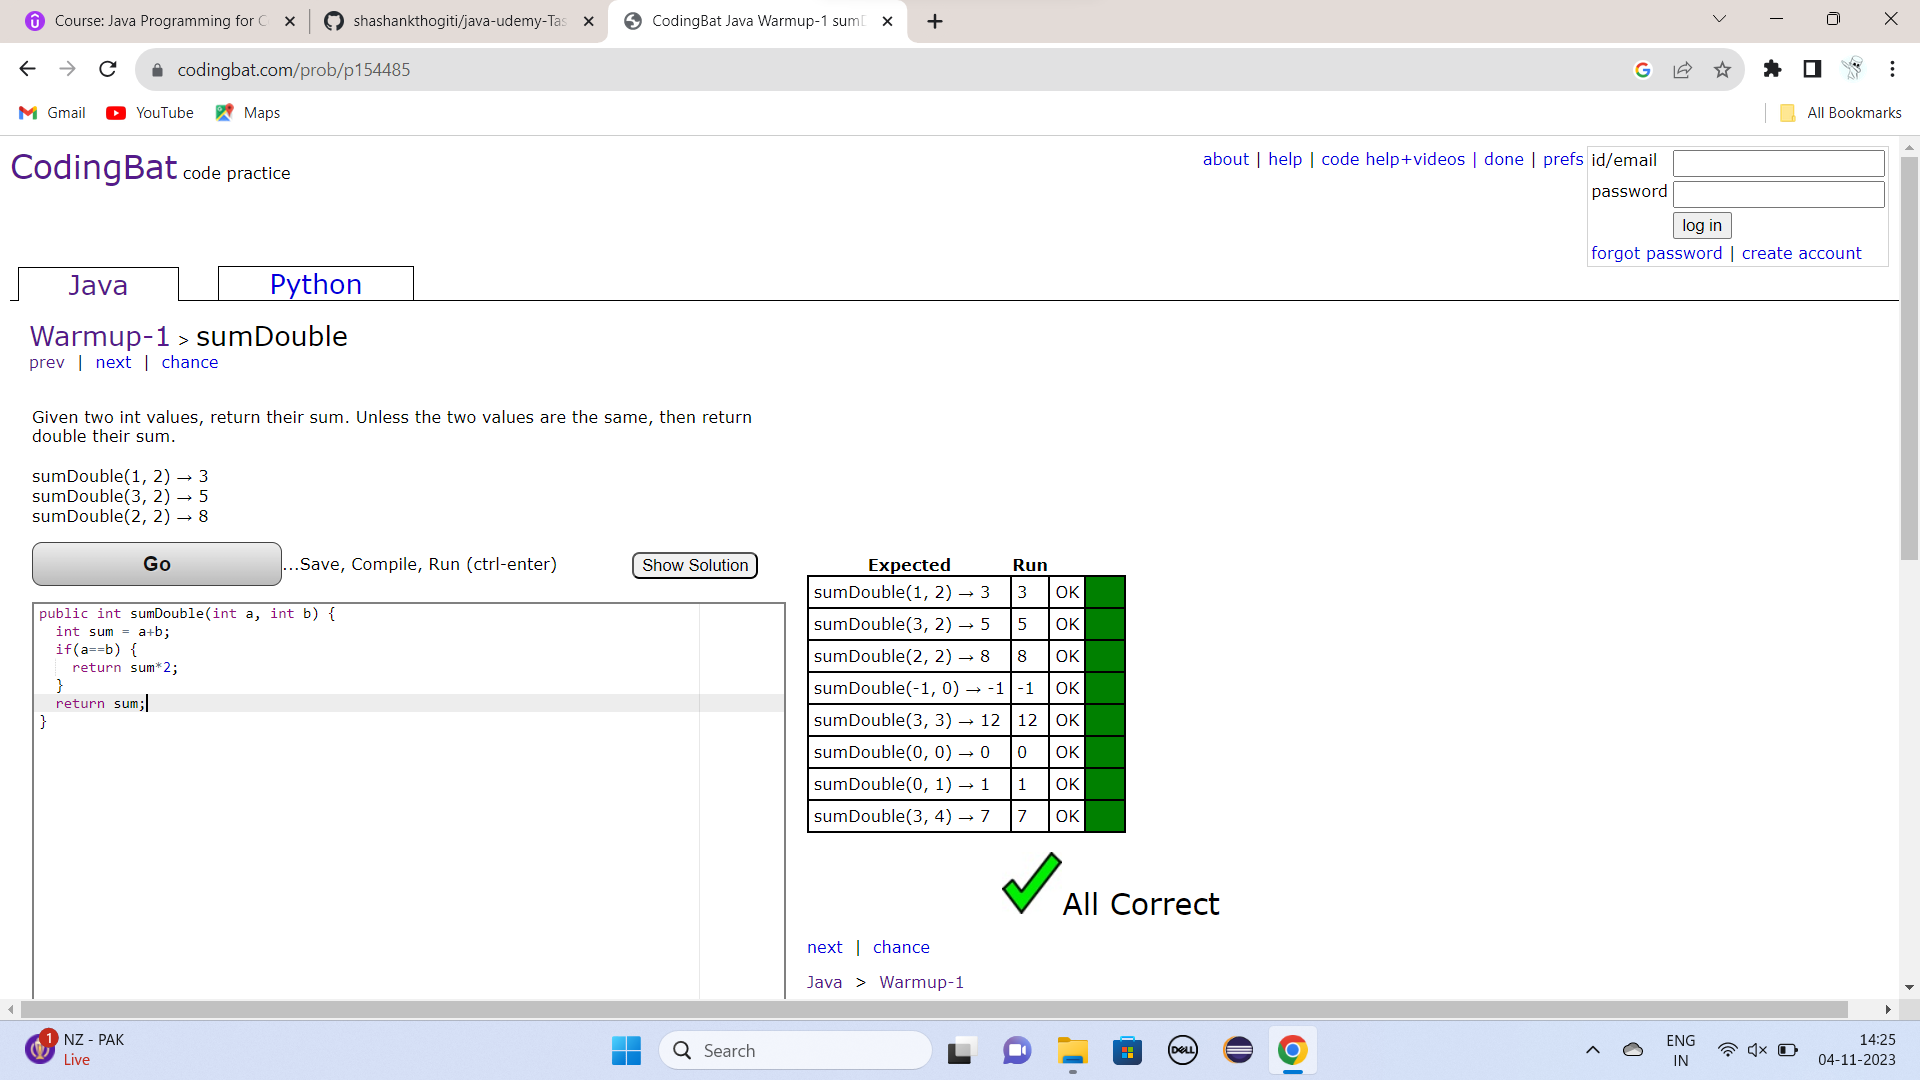 Course: Java Programming for C
shashankthogiti/java-udemy-Tas
CodingBat Java Warmup-1 sumD
codingbat.com/prob/p154485
Gmail
YouTube
Maps
All Bookmarks
CodingBat code practice
about | help | code help+videos | done | prefs
id/email
password
log in
forgot password | create account
Java
Python
Warmup-1 > sumDouble
prev | next | chance
Given two int values, return their sum. Unless the two values are the same, then return
double their sum.
sumDouble(1, 2) → 3
sumDouble(3, 2) → 5
sumDouble(2, 2) → 8
Go
...Save, Compile, Run (ctrl-enter)
Show Solution
public int sumDouble(int a, int b) {
int sum = a+b;
if(a==b) {
return sum*2;
}
return sum;
}
Expected Run
sumDouble(1, 2) → 3 3 OK
sumDouble(3, 2) → 5 5 OK
sumDouble(2, 2) → 8 8 OK
sumDouble(-1, 0) → -1 -1 OK
sumDouble(3, 3) → 12 12 OK
sumDouble(0, 0) → 0 0 OK
sumDouble(0, 1) → 1 1 OK
sumDouble(3, 4) → 7 7 OK
All Correct
next | chance
Java > Warmup-1
1
NZ - PAK
Live
Search
DELL
ENG
IN
14:25
04-11-2023